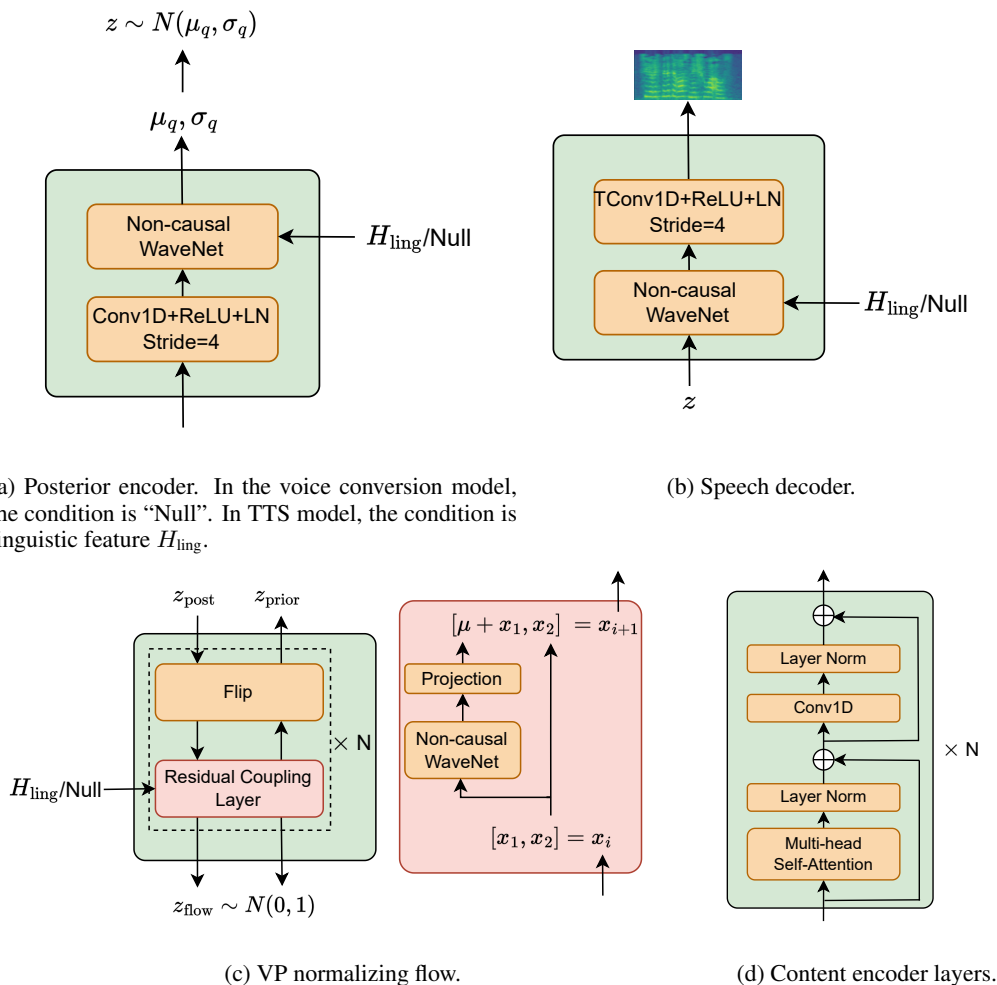 z ∼ N(μ_q, σ_q)
μ_q, σ_q
Non-causal
WaveNet
H_ling/Null
Conv1D+ReLU+LN
Stride=4
TConv1D+ReLU+LN
Stride=4
Non-causal
WaveNet
H_ling/Null
z
a) Posterior encoder. In the voice conversion model,
he condition is “Null”. In TTS model, the condition is
inguistic feature H_ling.
(b) Speech decoder.
z_post
z_prior
Flip
× N
H_ling/Null
Residual Coupling
Layer
z_flow ∼ N(0, 1)
[μ + x_1, x_2] = x_{i+1}
Projection
Non-causal
WaveNet
[x_1, x_2] = x_i
Layer Norm
Conv1D
× N
Layer Norm
Multi-head
Self-Attention
(c) VP normalizing flow.
(d) Content encoder layers.